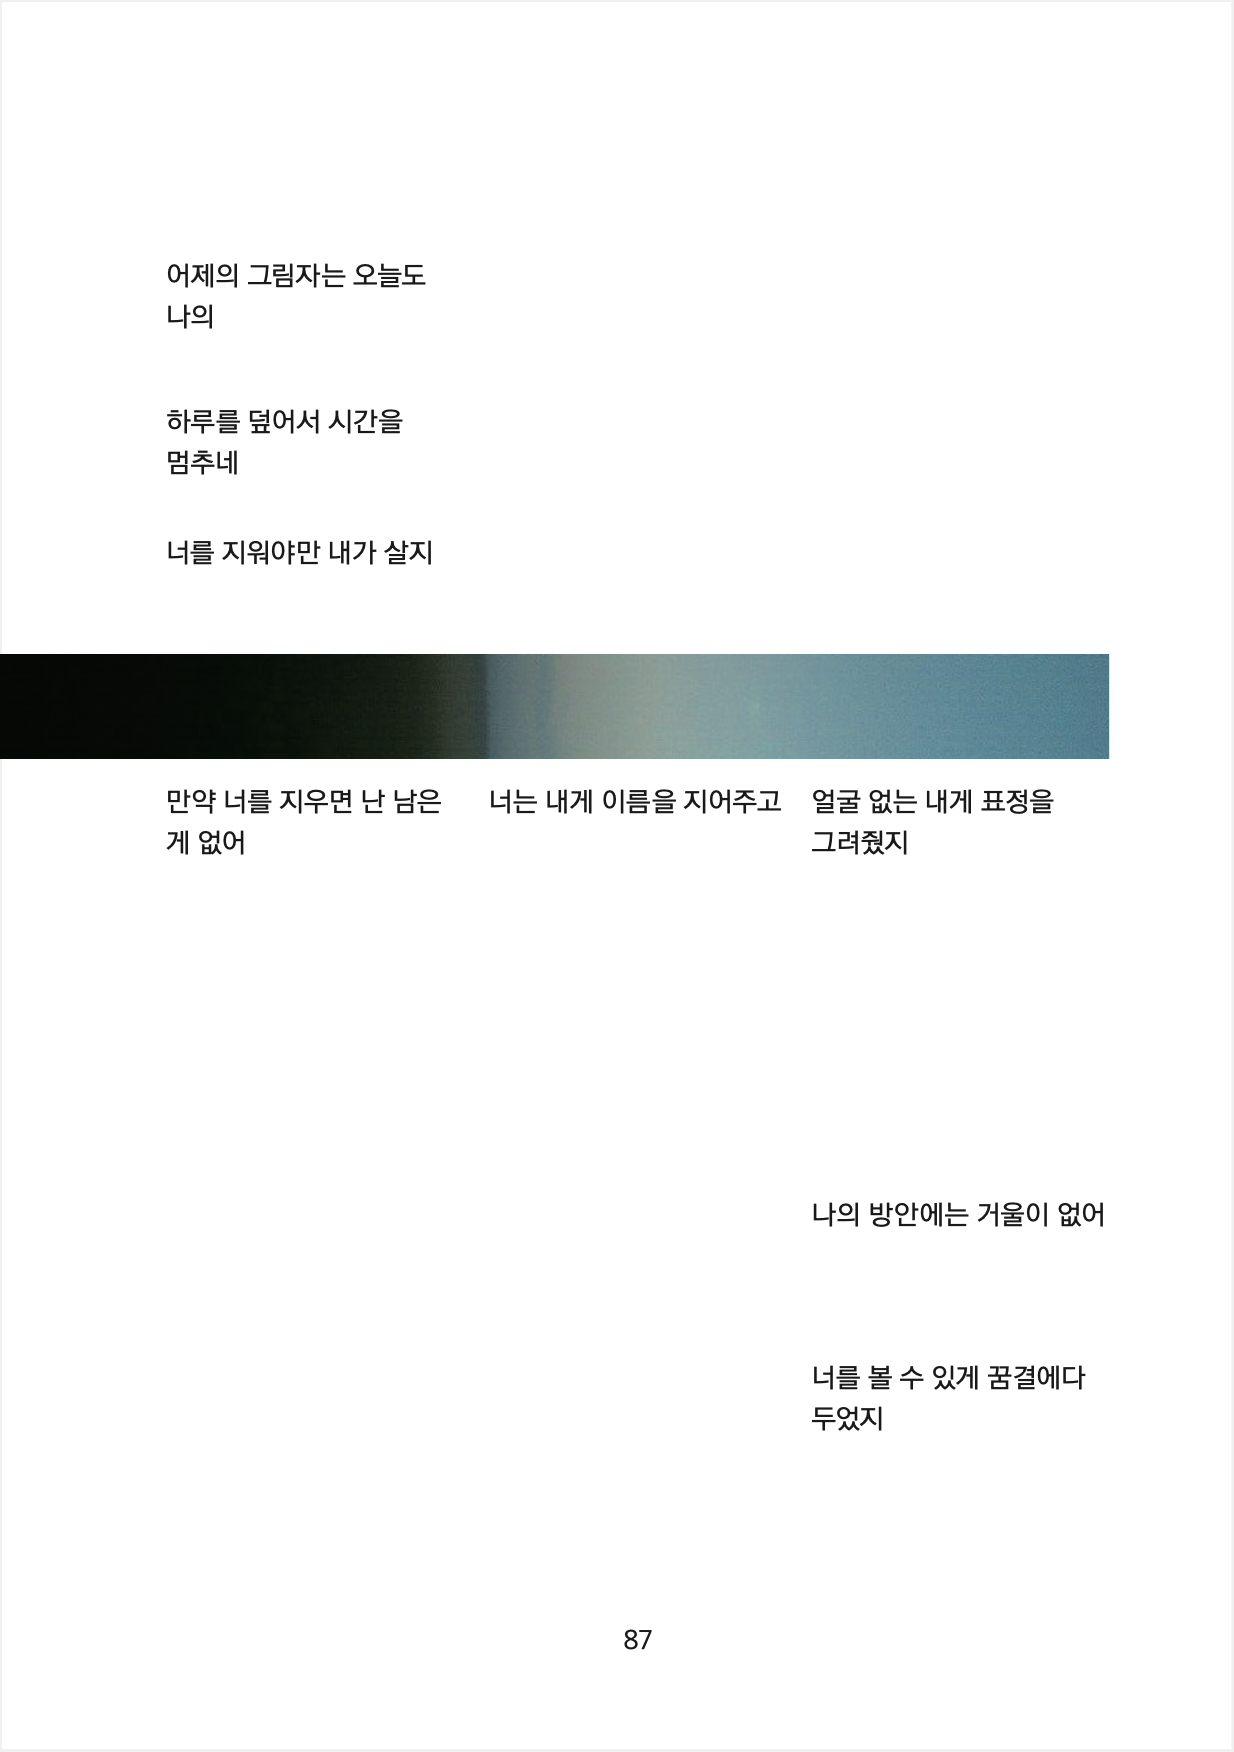 어제의 그림자는 오늘도
나의
하루를 덮어서 시간을
멈추네
너를 지워야만 내가 살지
만약 너를 지우면 난 남은
게 없어
너는 내게 이름을 지어주고
얼굴 없는 내게 표정을
그려줬지
나의 방안에는 거울이 없어
너를 볼 수 있게 꿈결에다
두었지
87